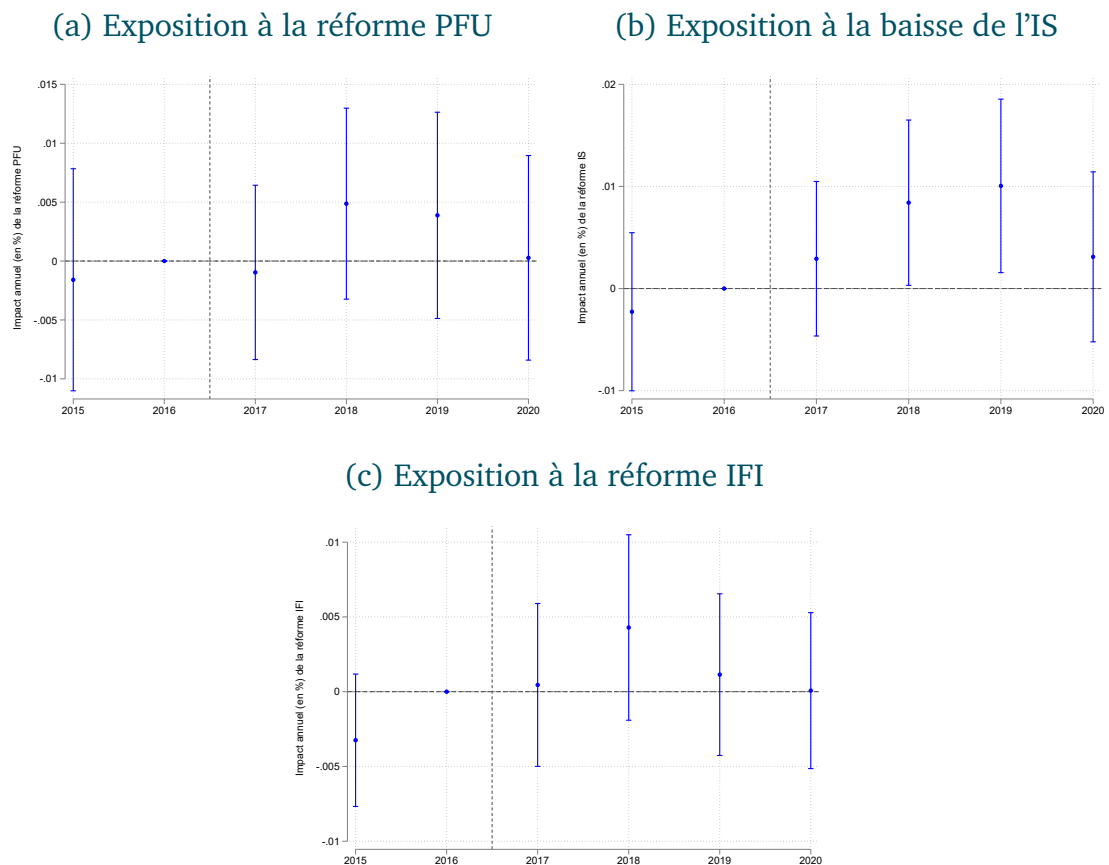 (a) Exposition à la réforme PFU
Impact annuel (en %) de la réforme PFU
.015
.01
.005
0
-.005
-.01
2015 2016 2017 2018 2019 2020
(b) Exposition à la baisse de l'IS
Impact annuel (en %) de la réforme IS
.02
.01
0
-.01
2015 2016 2017 2018 2019 2020
(c) Exposition à la réforme IFI
Impact annuel (en %) de la réforme IFI
.01
.005
0
-.005
-.01
2015 2016 2017 2018 2019 2020